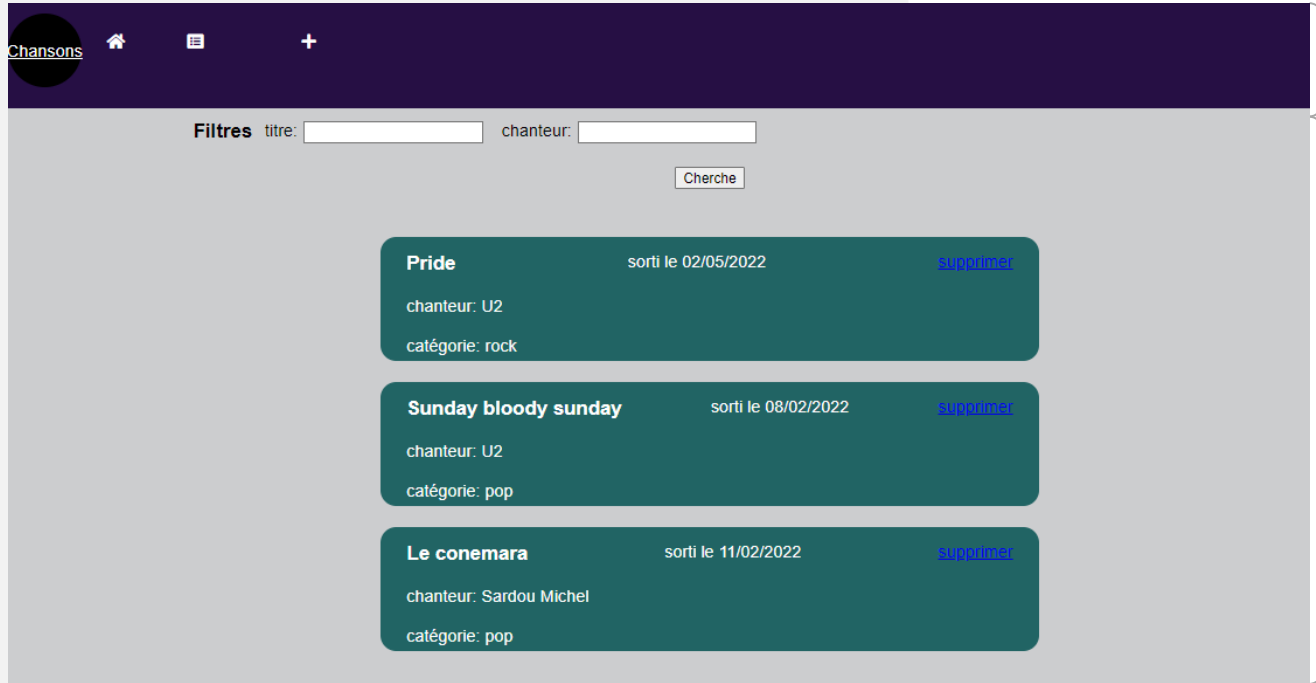 Chansons
Filtres titre: chanteur:
Cherche
Pride sorti le 02/05/2022 supprimer
chanteur: U2
catégorie: rock
Sunday bloody sunday sorti le 08/02/2022 supprimer
chanteur: U2
catégorie: pop
Le conemara sorti le 11/02/2022 supprimer
chanteur: Sardou Michel
catégorie: pop